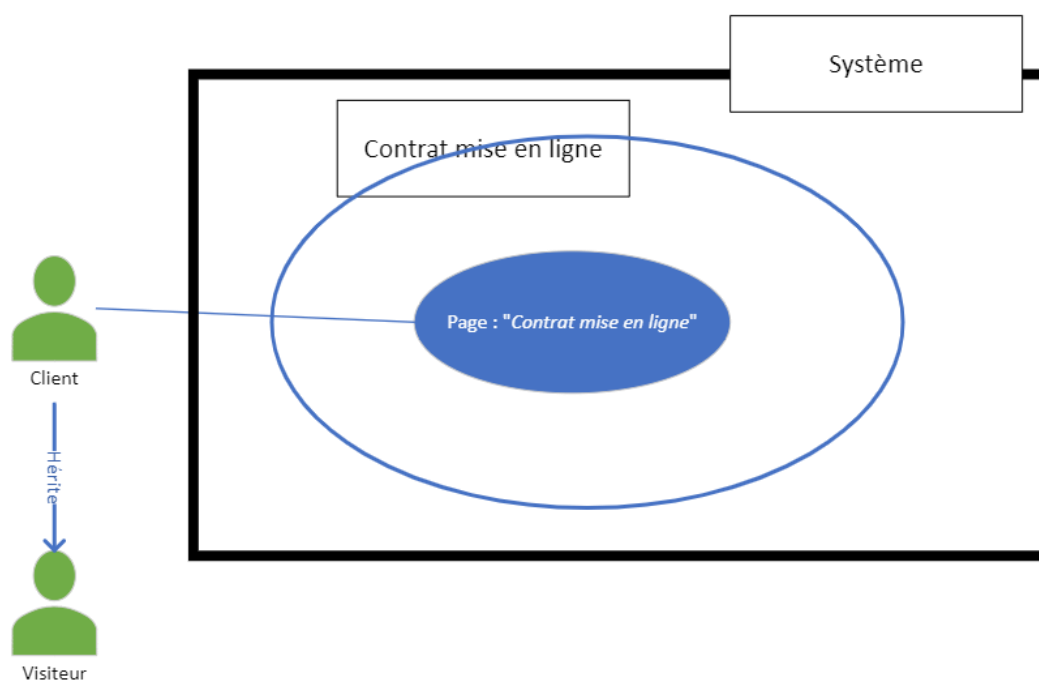 Système
Contrat mise en ligne
Page : "Contrat mise en ligne"
Client
Hérite
Visiteur